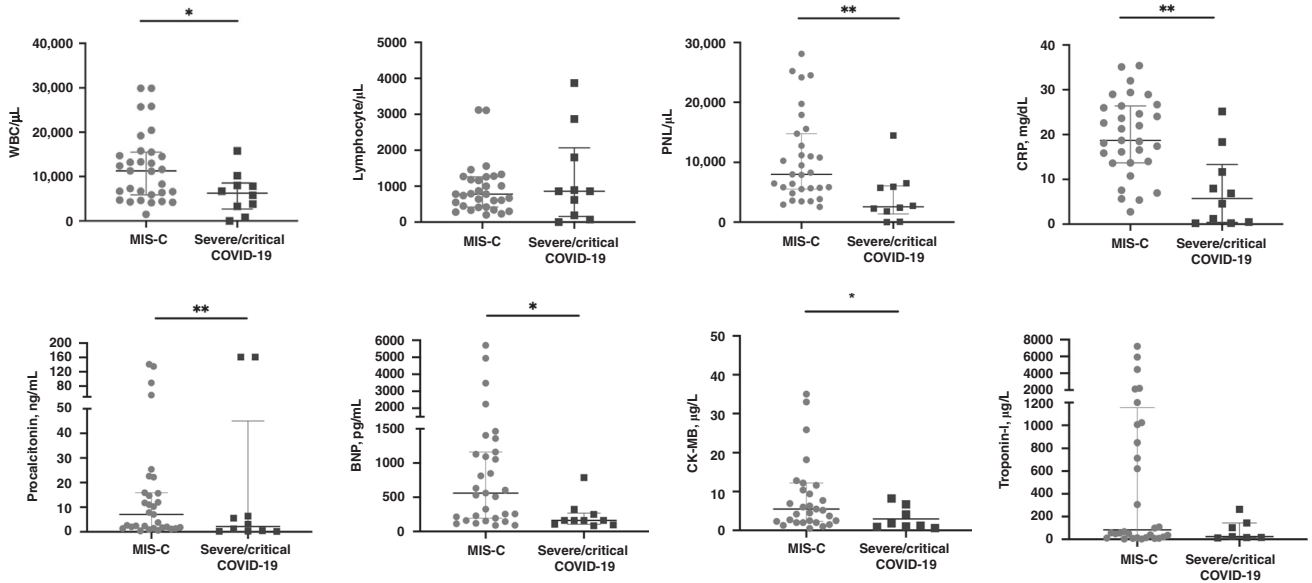 *
WBC/μL
40,000
30,000
20,000
10,000
0
MIS-C
Severe/critical
COVID-19
Lymphocyte/μL
5000
4000
3000
2000
1000
0
MIS-C
Severe/critical
COVID-19
**
PNL/μL
30,000
20,000
10,000
0
MIS-C
Severe/critical
COVID-19
**
CRP, mg/dL
40
30
20
10
0
MIS-C
Severe/critical
COVID-19
**
Procalcitonin, ng/mL
200
160
120
80
50
40
30
20
10
0
MIS-C
Severe/critical
COVID-19
*
BNP, pg/mL
6000
5000
4000
3000
2000
1500
1000
500
0
MIS-C
Severe/critical
COVID-19
*
CK-MB, μg/L
50
40
30
20
10
0
MIS-C
Severe/critical
COVID-19
Troponin-I, μg/L
8000
6000
4000
2000
1200
1000
800
600
400
200
0
MIS-C
Severe/critical
COVID-19